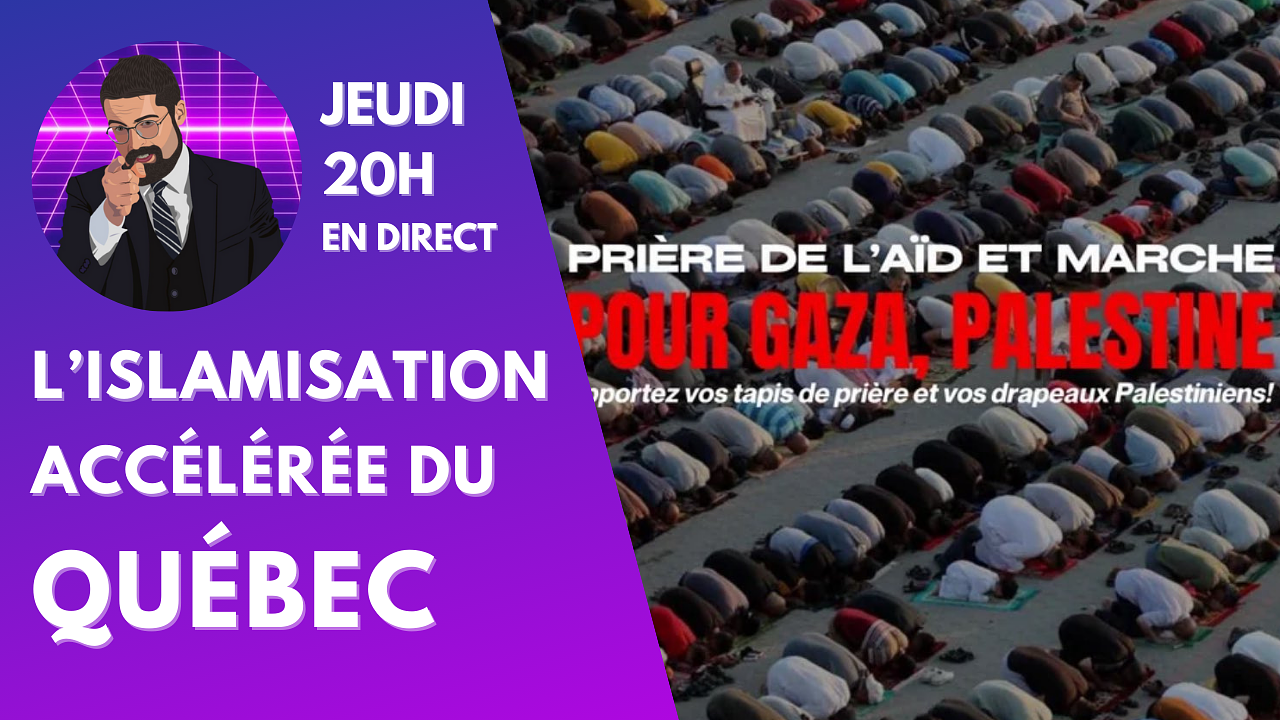 JEUDI
20H
EN DIRECT
L'ISLAMISATION
ACCÉLÉRÉE DU
QUÉBEC
PRIÈRE DE L'AÏD ET MARCHE
POUR GAZA, PALESTINE
vos tapis de prière et vos drapeaux Palestiniens!